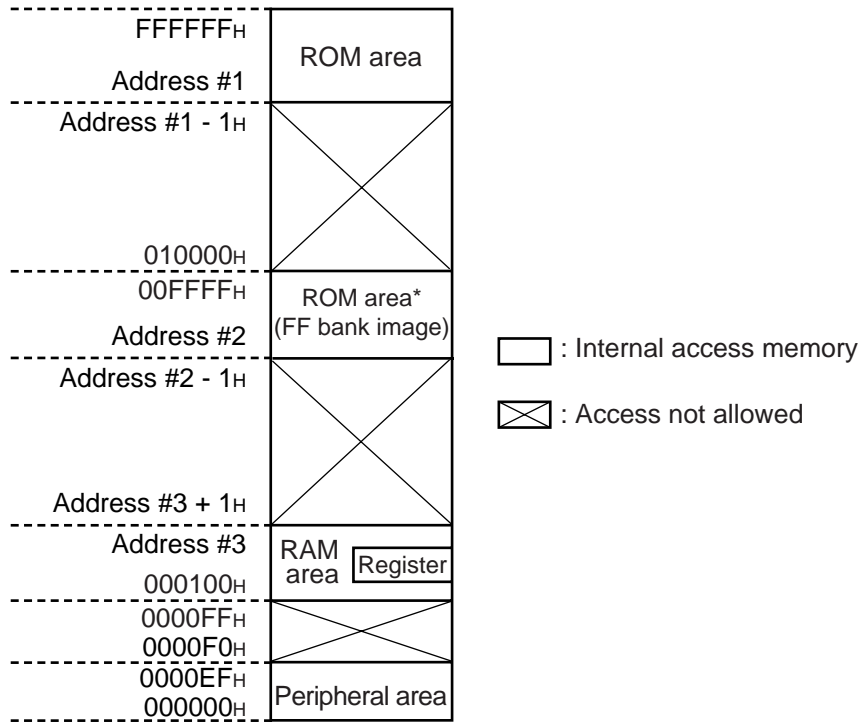 FFFFFFH
ROM area
Address #1
Address #1 - 1H
010000H
00FFFFH
ROM area*
(FF bank image)
Address #2
Address #2 - 1H
: Internal access memory
: Access not allowed
Address #3 + 1H
Address #3
RAM
area
Register
000100H
0000FFH
0000F0H
0000EFH
Peripheral area
000000H